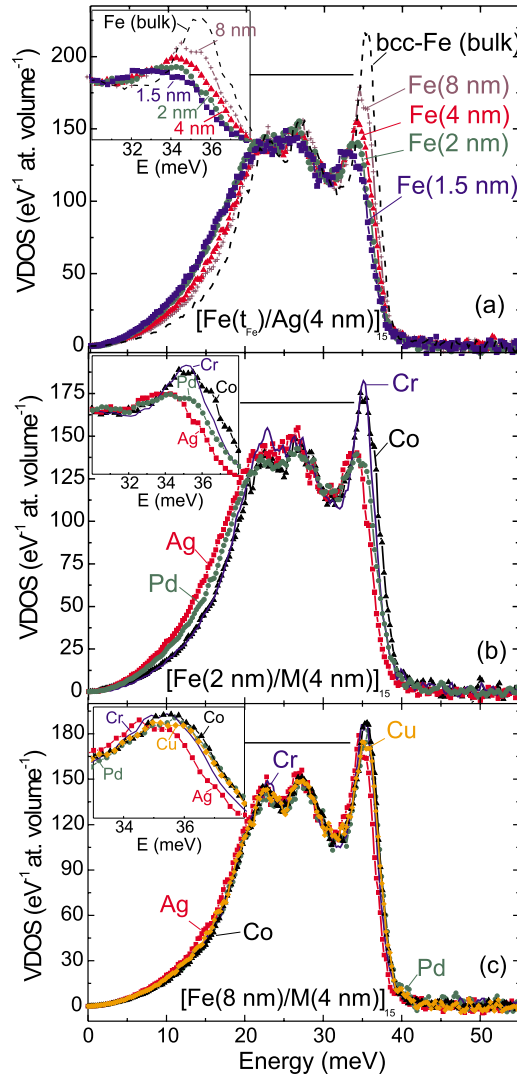 Fe (bulk)
8 nm
1.5 nm
2 nm
4 nm
32 34 36
E (meV)
bcc-Fe (bulk)
Fe(8 nm)
Fe(4 nm)
Fe(2 nm)
Fe(1.5 nm)
200
150
100
50
0
VDOS (eV⁻¹ at. volume⁻¹)
(a)
[Fe(t_Fe)/Ag(4 nm)]₁₅
Cr
Pd
Co
Ag
32 34 36
E (meV)
Cr
Co
Ag
Pd
175
150
125
100
75
50
25
0
VDOS (eV⁻¹ at. volume⁻¹)
(b)
[Fe(2 nm)/M(4 nm)]₁₅
Cr
Co
Cu
Pd
Ag
34 36
E (meV)
Cr
Cu
Ag
Co
Pd
180
150
120
90
60
30
0
VDOS (eV⁻¹ at. volume⁻¹)
(c)
[Fe(8 nm)/M(4 nm)]₁₅
0 10 20 30 40 50
Energy (meV)